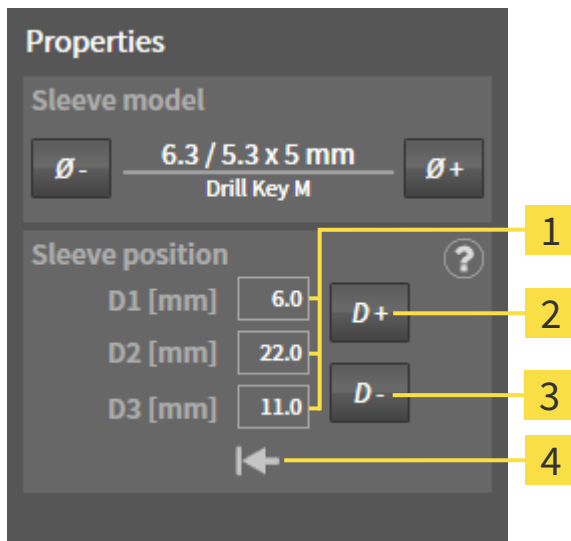 Properties
Sleeve model
Ø - 6.3 / 5.3 x 5 mm Ø +
Drill Key M
1
Sleeve position ?
D1 [mm] 6.0 D + 2
D2 [mm] 22.0
D3 [mm] 11.0 D - 3
4